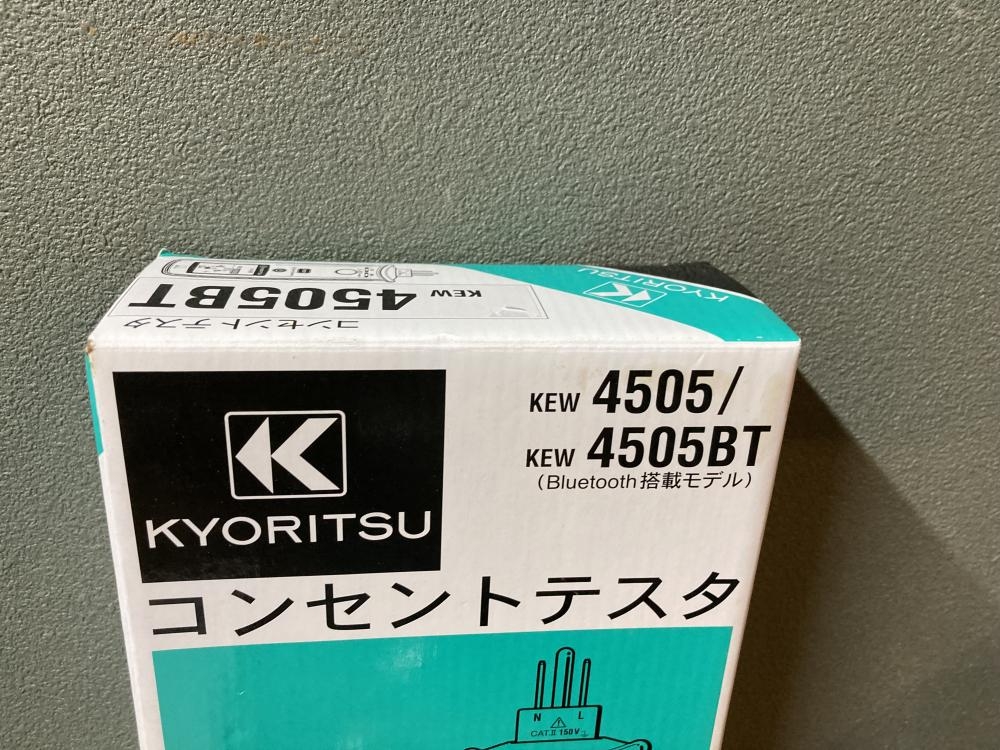 KYORITSU
KEW 4505BT
コンセントテスタ
KYORITSU
KEW 4505/
KEW 4505BT
(Bluetooth搭載モデル)
コンセントテスタ
N L
CAT.II 150V